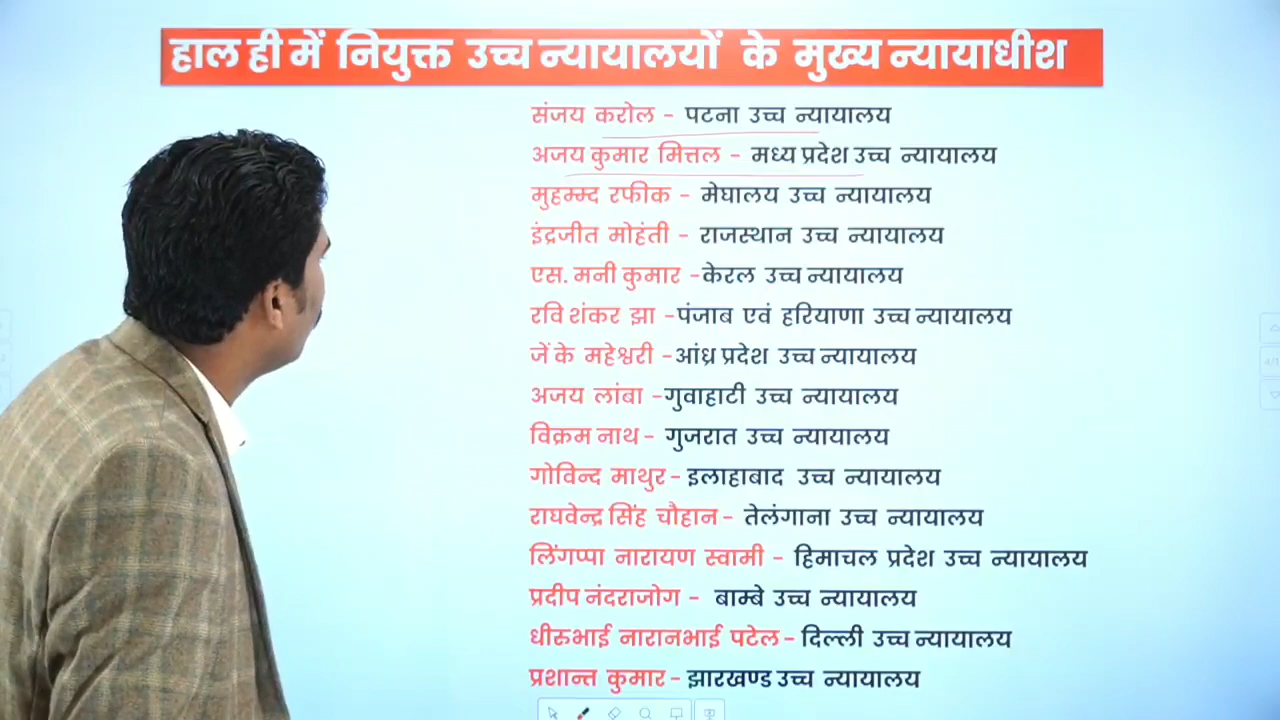 हाल ही में नियुक्त उच्च न्यायालयों के मुख्य न्यायाधीश
संजय करोल - पटना उच्च न्यायालय
अजय कुमार मित्तल - मध्य प्रदेश उच्च न्यायालय
मुहम्म्द रफीक - मेघालय उच्च न्यायालय
इंद्रजीत मोहंती - राजस्थान उच्च न्यायालय
एस. मनी कुमार -केरल उच्च न्यायालय
रवि शंकर झा -पंजाब एवं हरियाणा उच्च न्यायालय
जें के महेश्वरी -आंध्र प्रदेश उच्च न्यायालय
अजय लांबा -गुवाहाटी उच्च न्यायालय
विक्रम नाथ - गुजरात उच्च न्यायालय
गोविन्द माथुर - इलाहाबाद उच्च न्यायालय
राघवेन्द्र सिंह चौहान - तेलंगाना उच्च न्यायालय
लिंगप्पा नारायण स्वामी - हिमाचल प्रदेश उच्च न्यायालय
प्रदीप नंदराजोग - बाम्बे उच्च न्यायालय
धीरुभाई नारानभाई पटेल - दिल्ली उच्च न्यायालय
प्रशान्त कुमार - झारखण्ड उच्च न्यायालय